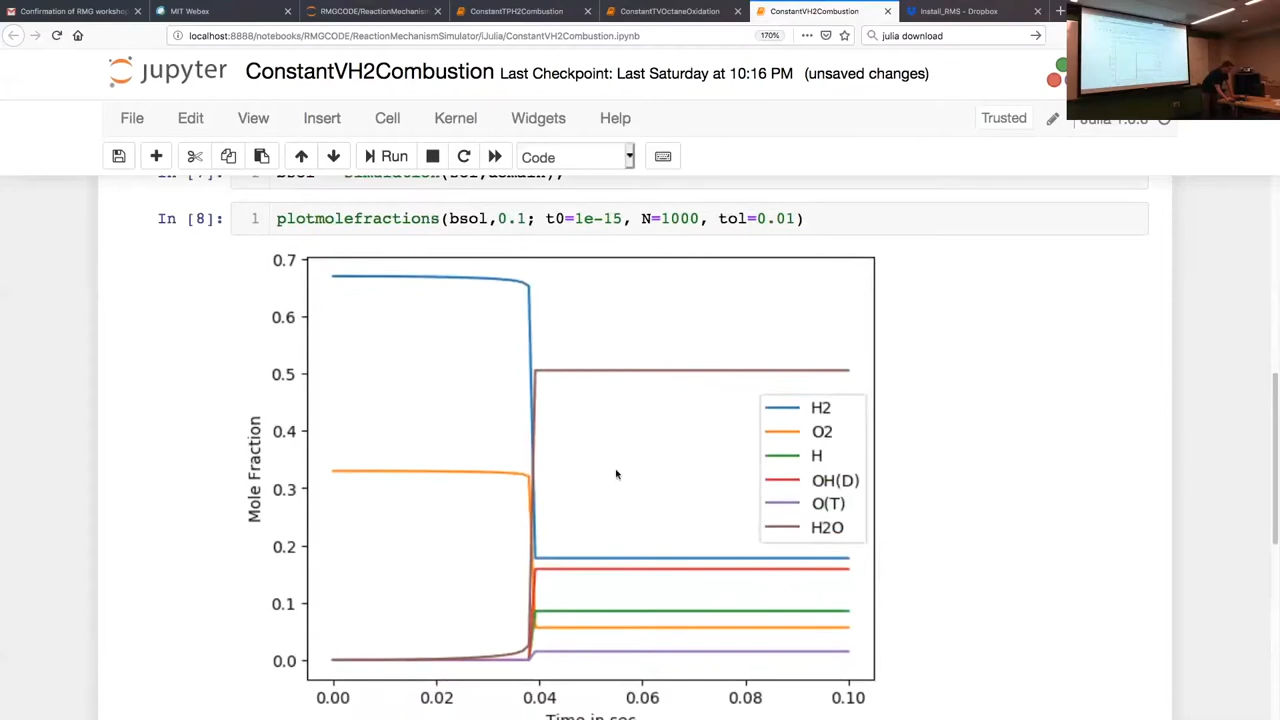 Confirmation of RMG worksho
MIT Webex
RMGCODE/ReactionMechanism
ConstantTPH2Combustion
ConstantTVOctaneOxidation
ConstantVH2Combustion
Install_RMS - Dropbox
localhost:8888/notebooks/RMGCODE/ReactionMechanismSimulator/iJulia/ConstantVH2Combustion.ipynb
170%
julia download
jupyter ConstantVH2Combustion Last Checkpoint: Last Saturday at 10:16 PM (unsaved changes)
File Edit View Insert Cell Kernel Widgets Help
Trusted
Run
Code
In [8]: 1 plotmolefractions(bsol,0.1; t0=1e-15, N=1000, tol=0.01)
0.7
0.6
0.5
0.4
0.3
0.2
0.1
0.0
Mole Fraction
H2
O2
H
OH(D)
O(T)
H2O
0.00 0.02 0.04 0.06 0.08 0.10
Time in sec